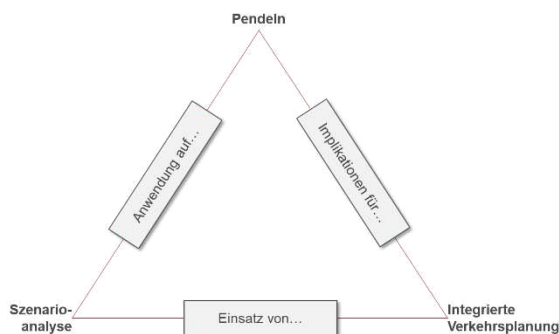 Pendeln
Anwendung auf...
Implikationen für...
Szenario-
analyse
Einsatz von...
Integrierte
Verkehrsplanung